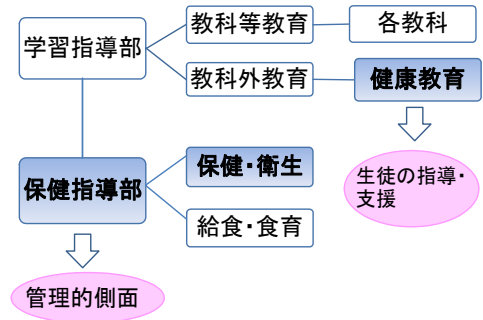 教科等教育
各教科
学習指導部
教科外教育
健康教育
保健・衛生
保健指導部
生徒の指導・
支援
給食・食育
管理的側面